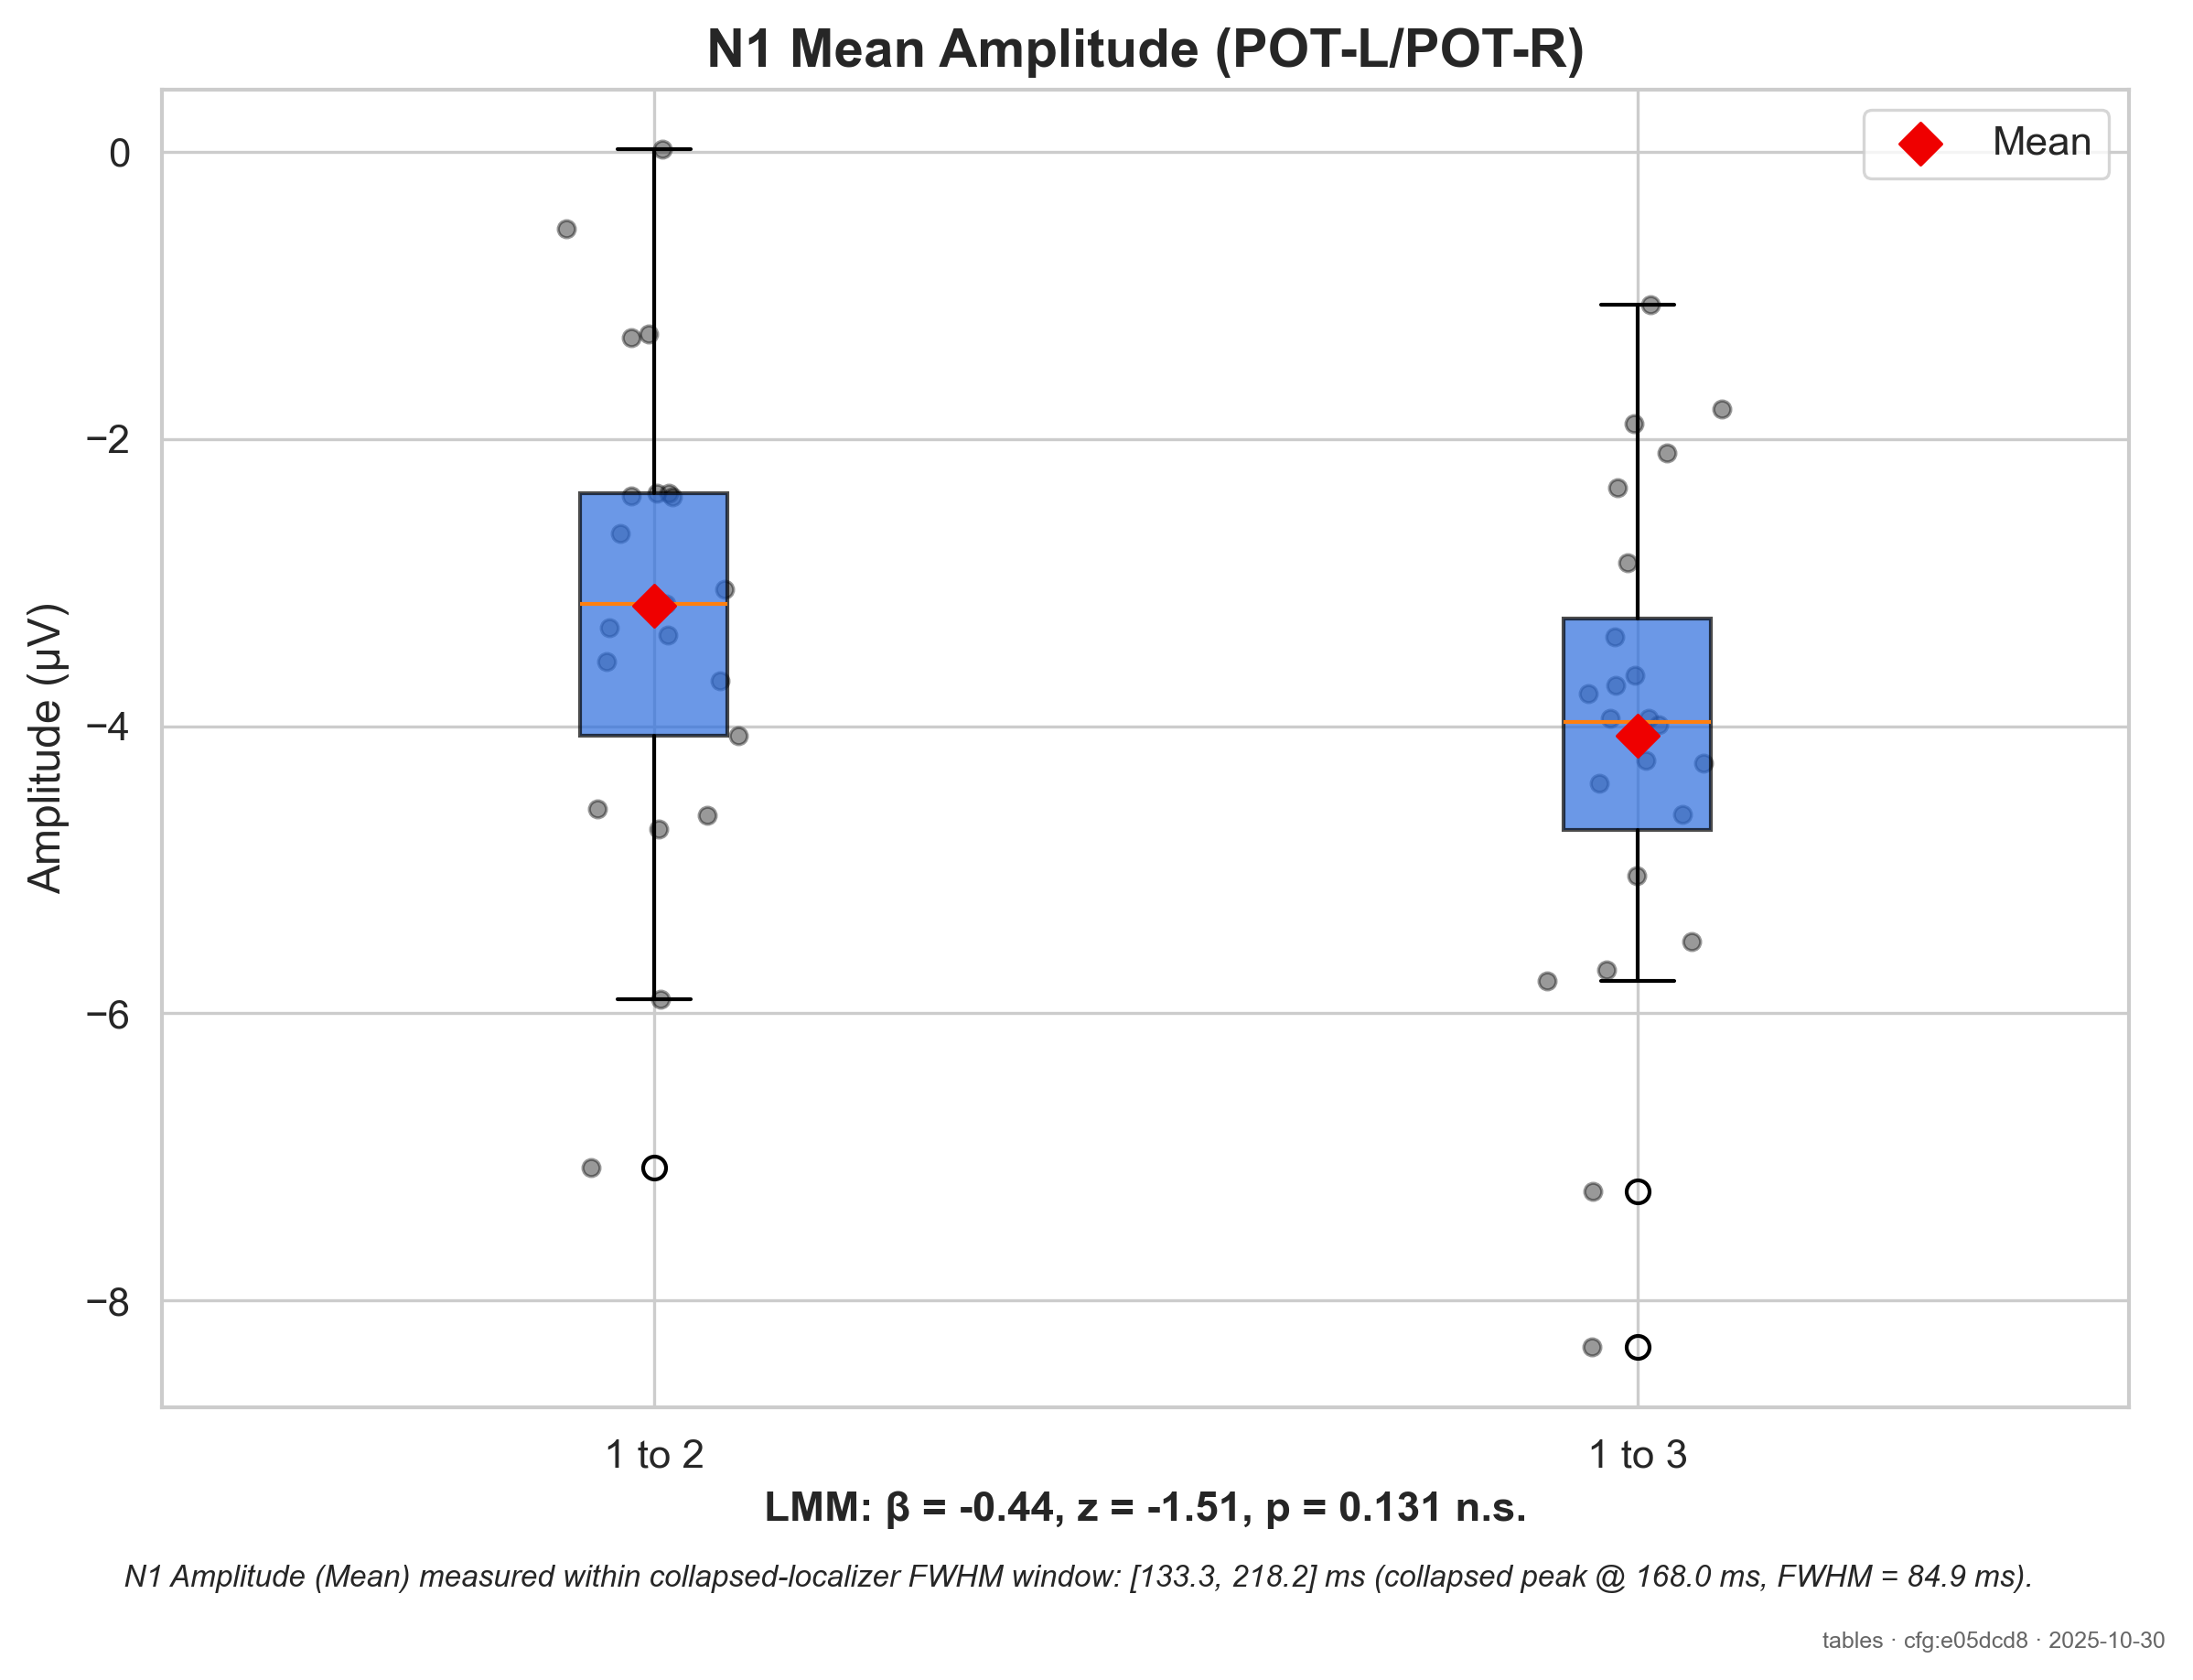 N1 Mean Amplitude (POT-L/POT-R)
Mean
Amplitude (µV)
0
−2
−4
−6
−8
1 to 2
1 to 3
LMM: β = -0.44, z = -1.51, p = 0.131 n.s.
N1 Amplitude (Mean) measured within collapsed-localizer FWHM window: [133.3, 218.2] ms (collapsed peak @ 168.0 ms, FWHM = 84.9 ms).
tables · cfg:e05dcd8 · 2025-10-30